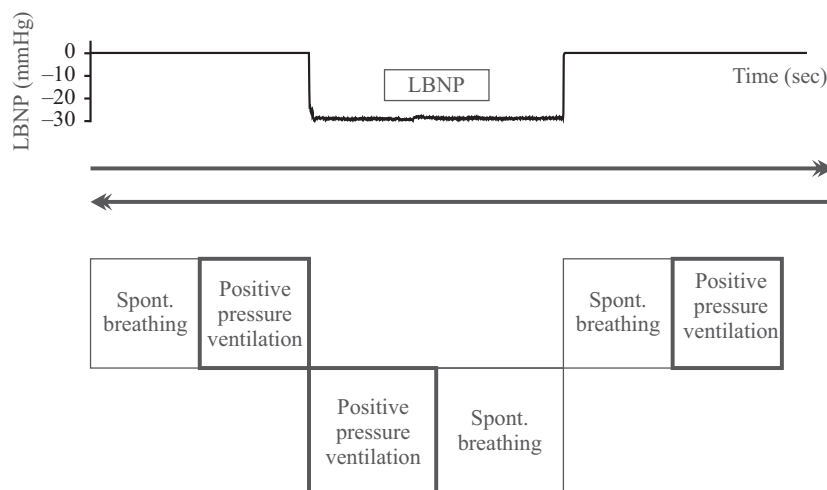 LBNP (mmHg)
0
–10
–20
–30
LBNP
Time (sec)
Spont.
breathing
Positive
pressure
ventilation
Positive
pressure
ventilation
Spont.
breathing
Spont.
breathing
Positive
pressure
ventilation